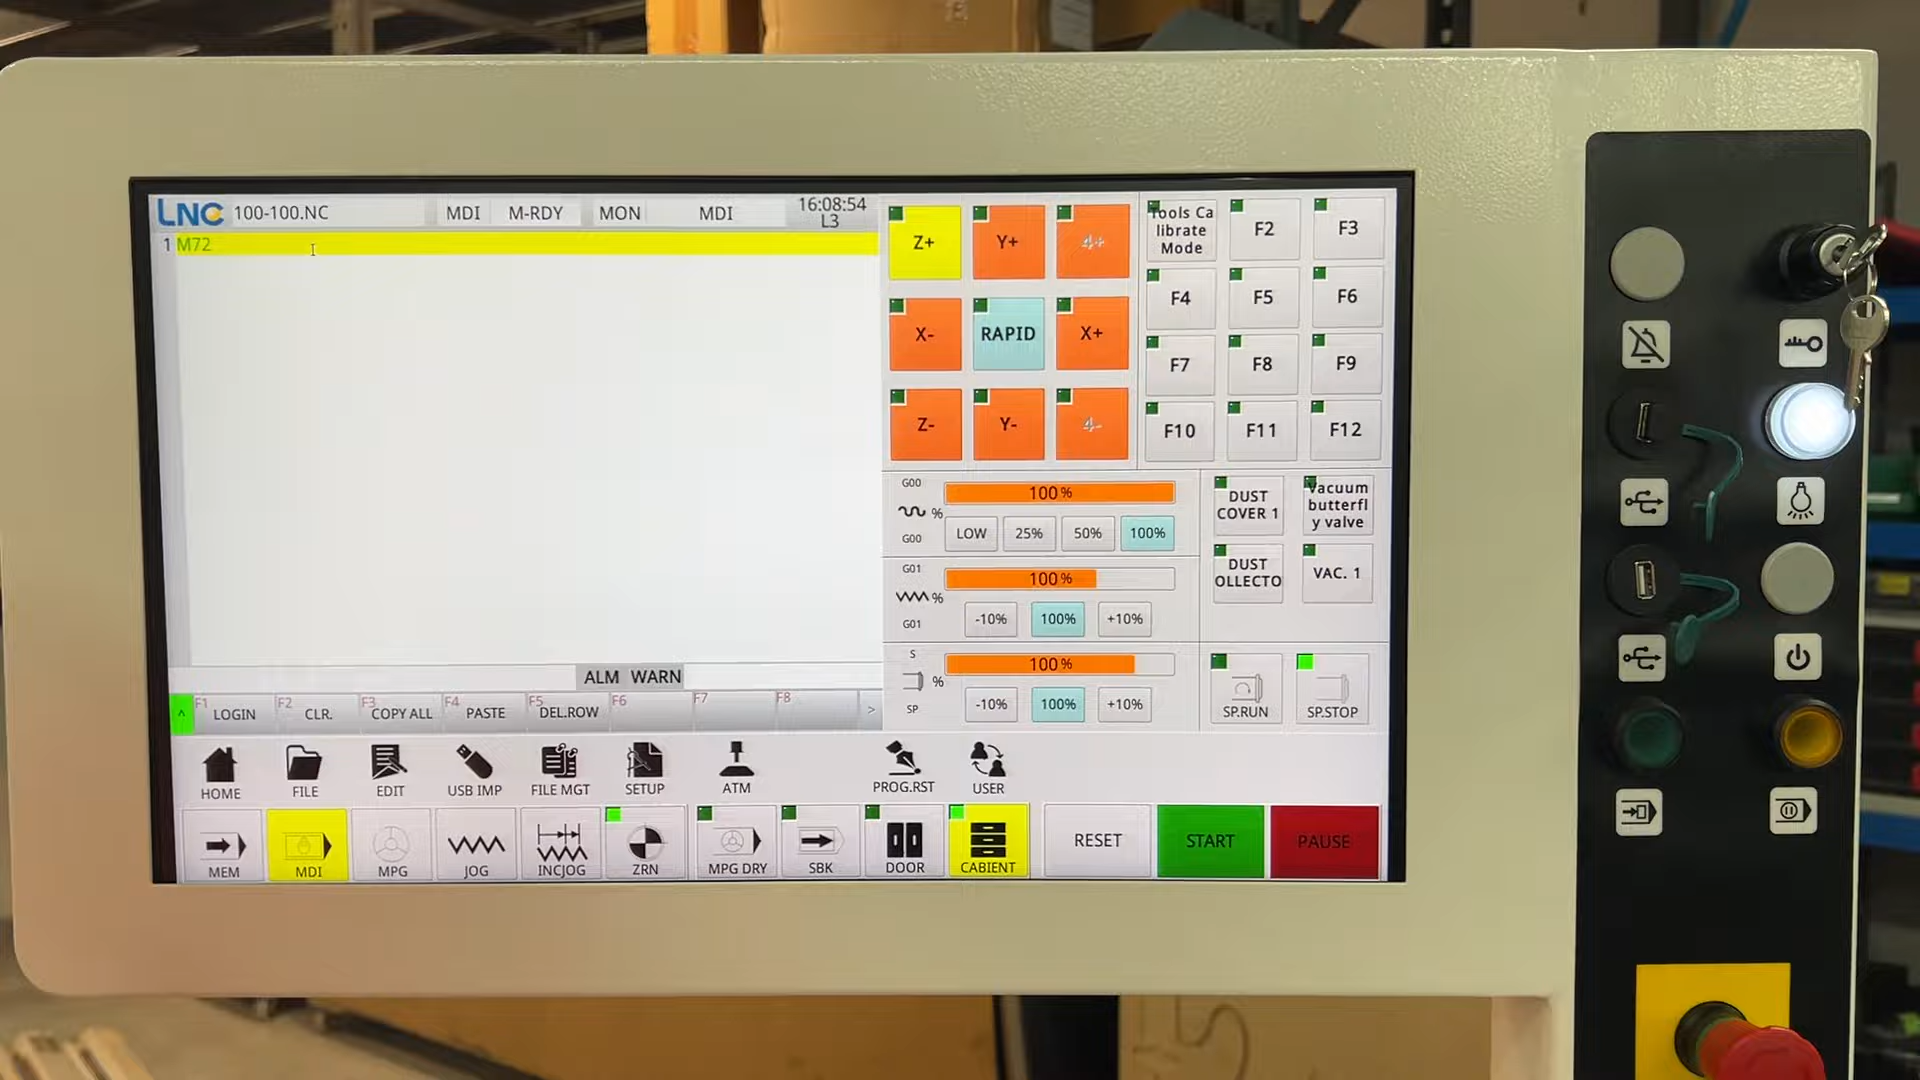 LNC 100-100.NC MDI M-RDY MON MDI 16:08:54
L3
1 M72
ALM WARN
F1 LOGIN F2 CLR. F3 COPY ALL F4 PASTE F5 DEL.ROW F6 F7 F8 >
HOME FILE EDIT USB IMP FILE MGT SETUP ATM PROG.RST USER
MEM MDI MPG JOG INCJOG ZRN MPG DRY SBK DOOR CABIENT RESET START PAUSE
Z+ Y+ 4+
X- RAPID X+
Z- Y- 4-
Tools Ca
librate
Mode
F2 F3
F4 F5 F6
F7 F8 F9
F10 F11 F12
G00 100%
%
G00 LOW 25% 50% 100%
G01 100%
%
G01 -10% 100% +10%
S 100%
%
SP -10% 100% +10%
DUST
COVER 1
Vacuum
butterfl
y valve
DUST
OLLECTO
VAC. 1
SP.RUN SP.STOP